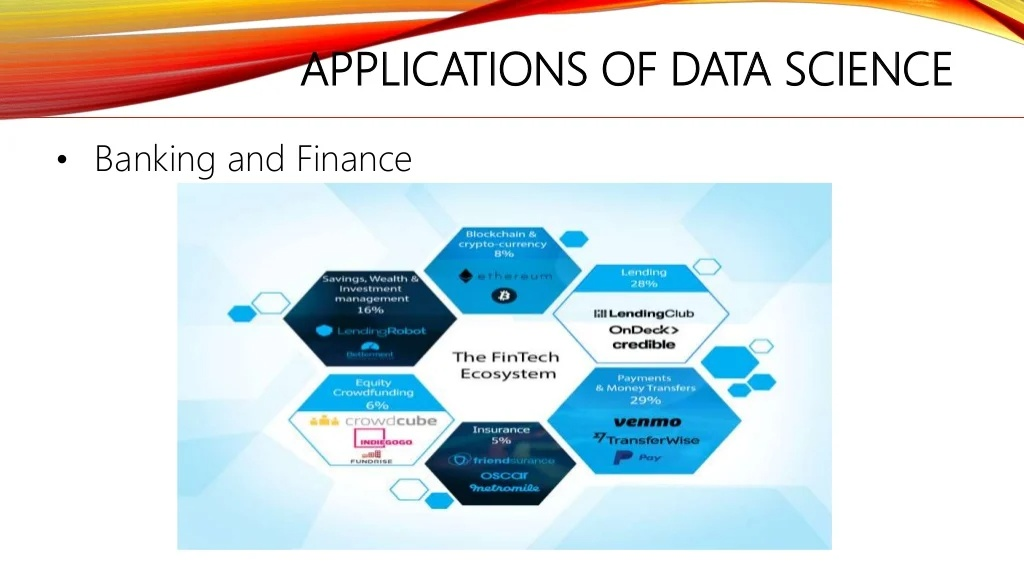 APPLICATIONS OF DATA SCIENCE
• Banking and Finance
Blockchain &
crypto-currency
8%
ethereum
Savings, Wealth &
Investment
management
16%
LendingRobot
Betterment
Lending
28%
LendingClub
OnDeck>
credible
The FinTech
Ecosystem
Equity
Crowdfunding
6%
crowdcube
INDIEGOGO
FUNDRISE
Payments
& Money Transfers
29%
venmo
TransferWise
Pay
Insurance
5%
friendsurance
oscar
metromile